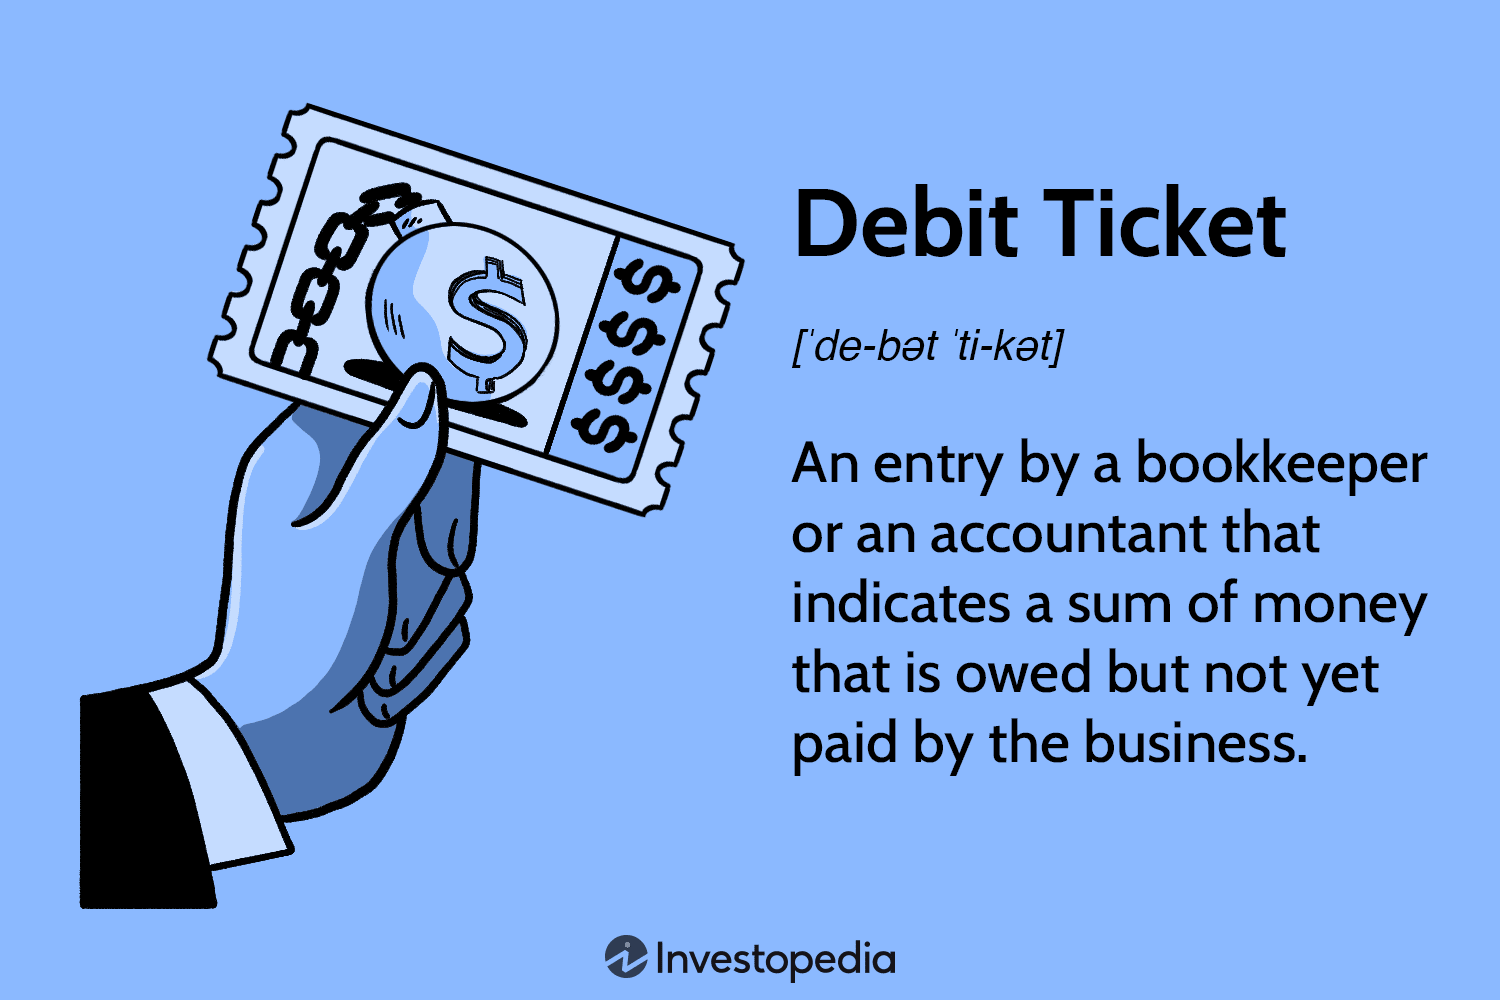 Debit Ticket
[ˈde-bət ˈti-kət]
An entry by a bookkeeper
or an accountant that
indicates a sum of money
that is owed but not yet
paid by the business.
$
$
$
$
$
Investopedia